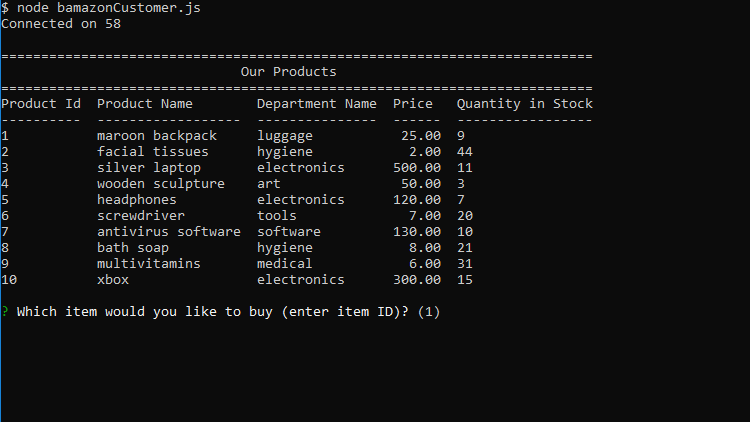 $ node bamazonCustomer.js
Connected on 58
==========================================================================
Our Products
==========================================================================
Product Id  Product Name        Department Name  Price   Quantity in Stock
----------  ------------------  ---------------  ------  -----------------
1           maroon backpack     luggage           25.00  9
2           facial tissues      hygiene            2.00  44
3           silver laptop       electronics      500.00  11
4           wooden sculpture    art               50.00  3
5           headphones          electronics      120.00  7
6           screwdriver         tools              7.00  20
7           antivirus software  software         130.00  10
8           bath soap           hygiene            8.00  21
9           multivitamins       medical            6.00  31
10          xbox                electronics      300.00  15
? Which item would you like to buy (enter item ID)? (1)